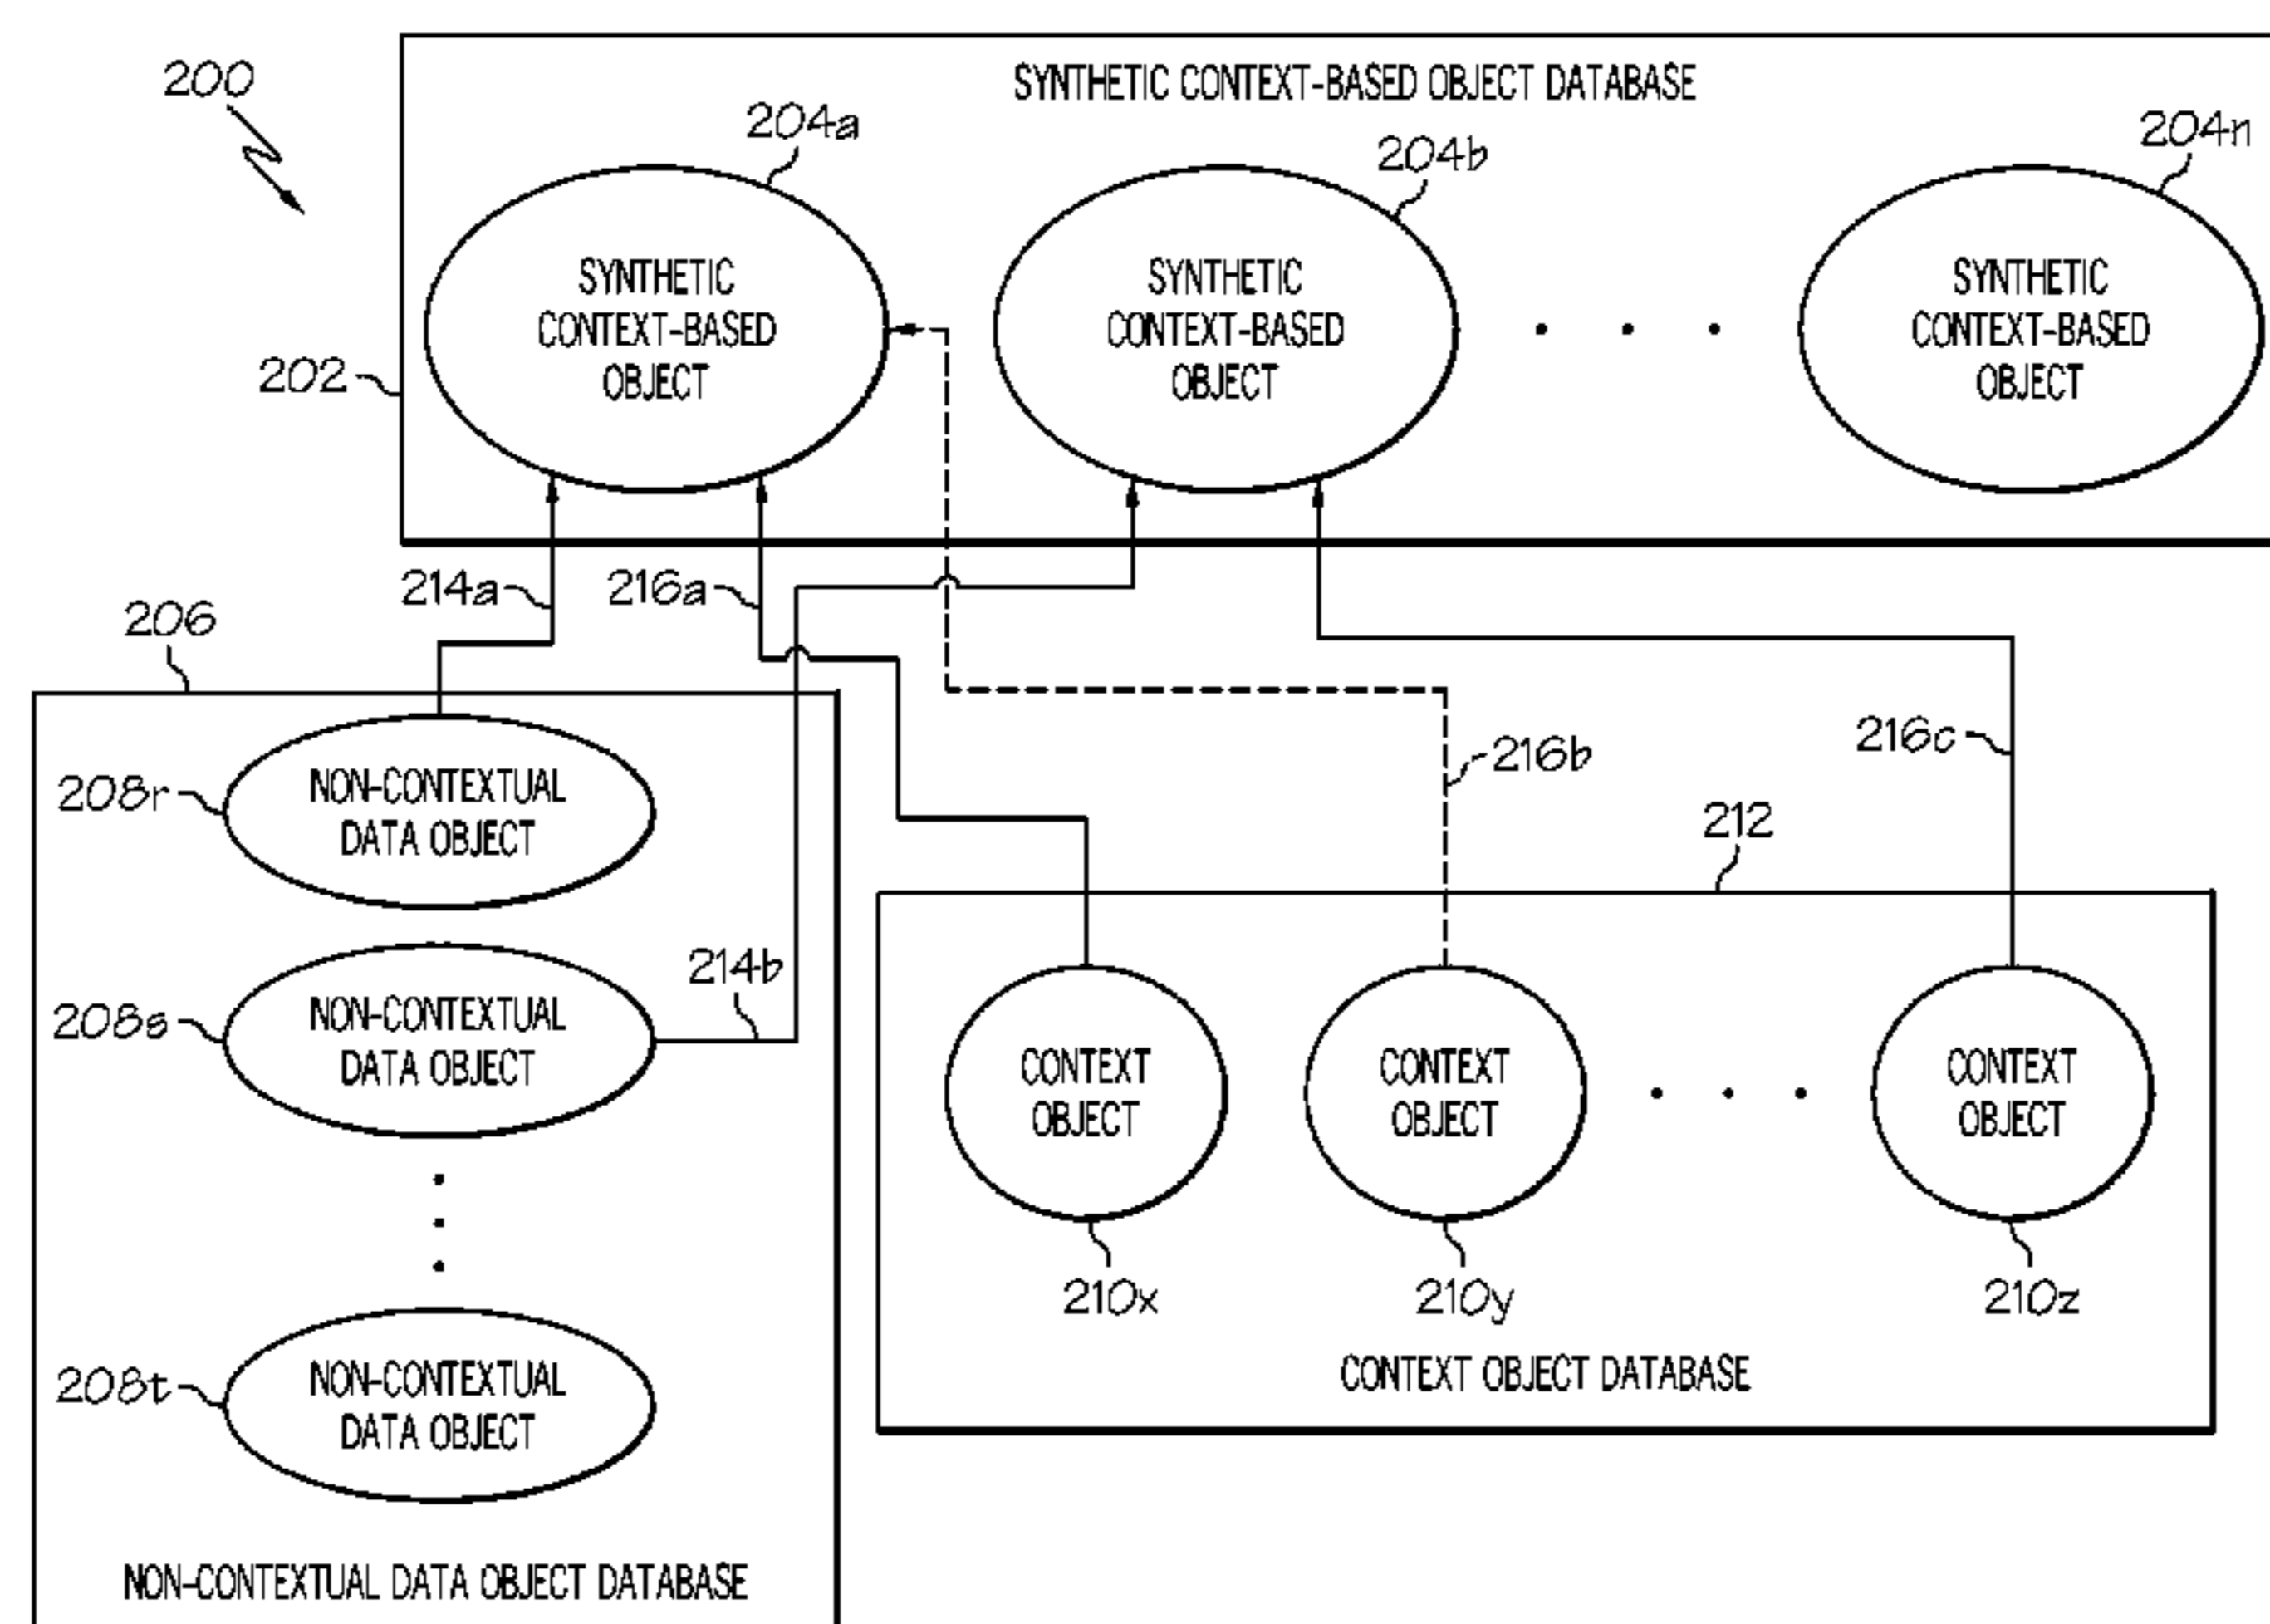 200
SYNTHETIC CONTEXT-BASED OBJECT DATABASE
204a
204b
204n
SYNTHETIC
CONTEXT-BASED
OBJECT
SYNTHETIC
CONTEXT-BASED
OBJECT
SYNTHETIC
CONTEXT-BASED
OBJECT
202
214a
216a
206
216b
216c
208r
NON-CONTEXTUAL
DATA OBJECT
212
208s
NON-CONTEXTUAL
DATA OBJECT
214b
CONTEXT
OBJECT
CONTEXT
OBJECT
CONTEXT
OBJECT
210x
210y
210z
208t
NON-CONTEXTUAL
DATA OBJECT
CONTEXT OBJECT DATABASE
NON-CONTEXTUAL DATA OBJECT DATABASE